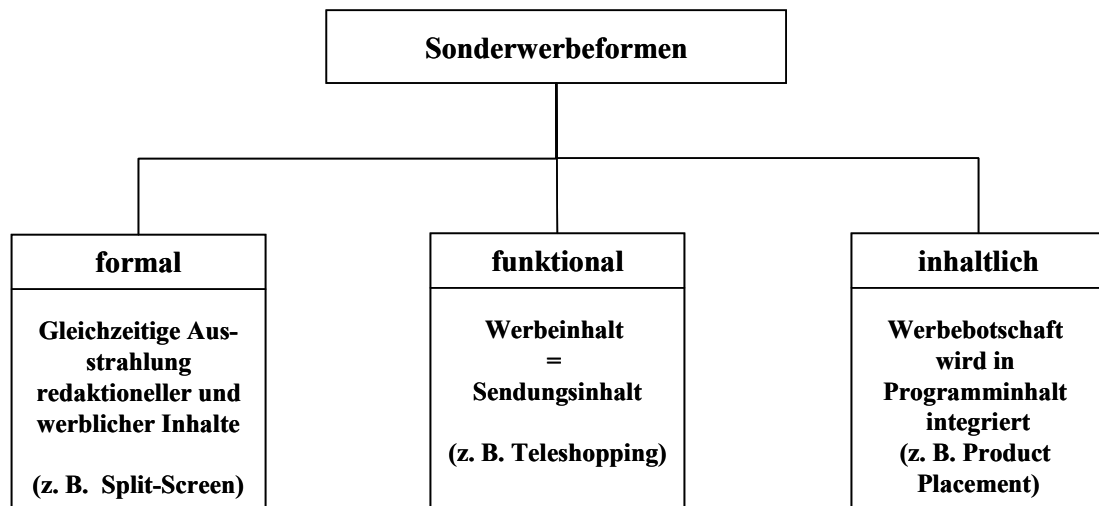 Sonderwerbeformen
formal
Gleichzeitige Aus-
strahlung
redaktioneller und
werblicher Inhalte
(z. B. Split-Screen)
funktional
Werbeinhalt
=
Sendungsinhalt
(z. B. Teleshopping)
inhaltlich
Werbebotschaft
wird in
Programminhalt
integriert
(z. B. Product
Placement)